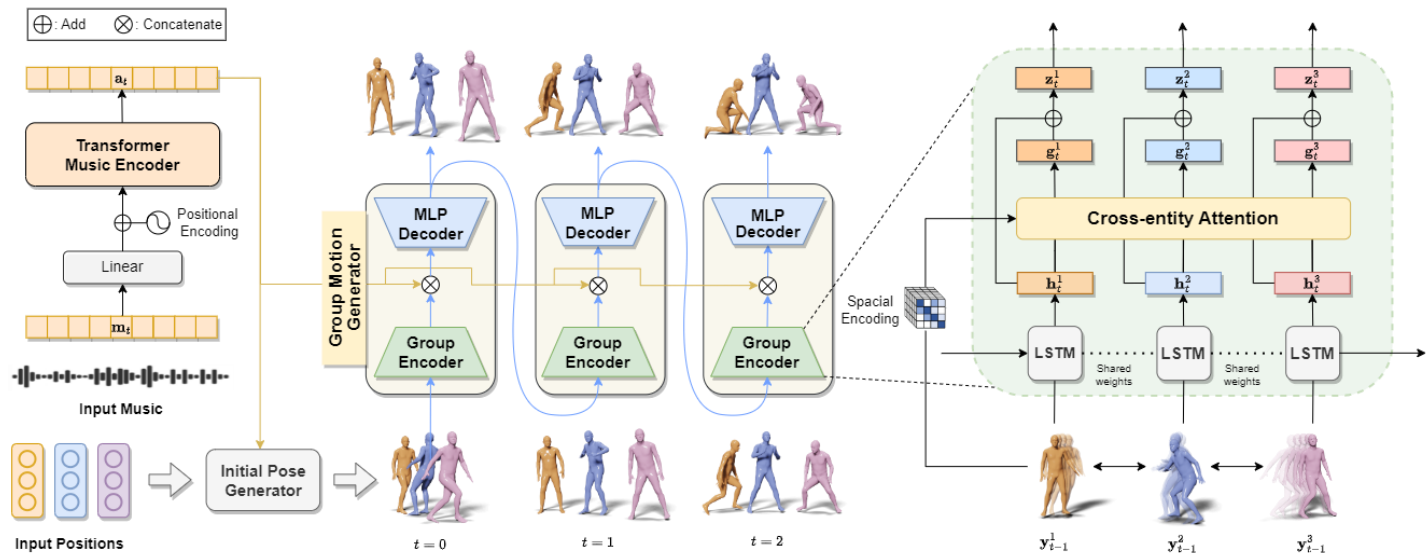 : Add
: Concatenate
a_t
Transformer
Music Encoder
Positional
Encoding
Linear
m_t
Input Music
Input Positions
Initial Pose
Generator
Group Motion
Generator
MLP
Decoder
Group
Encoder
MLP
Decoder
Group
Encoder
MLP
Decoder
Group
Encoder
t = 0
t = 1
t = 2
z_t^1
z_t^2
z_t^3
g_t^1
g_t^2
g_t^3
Cross-entity Attention
h_t^1
h_t^2
h_t^3
Spacial
Encoding
LSTM
Shared
weights
LSTM
Shared
weights
LSTM
y_{t-1}^1
y_{t-1}^2
y_{t-1}^3